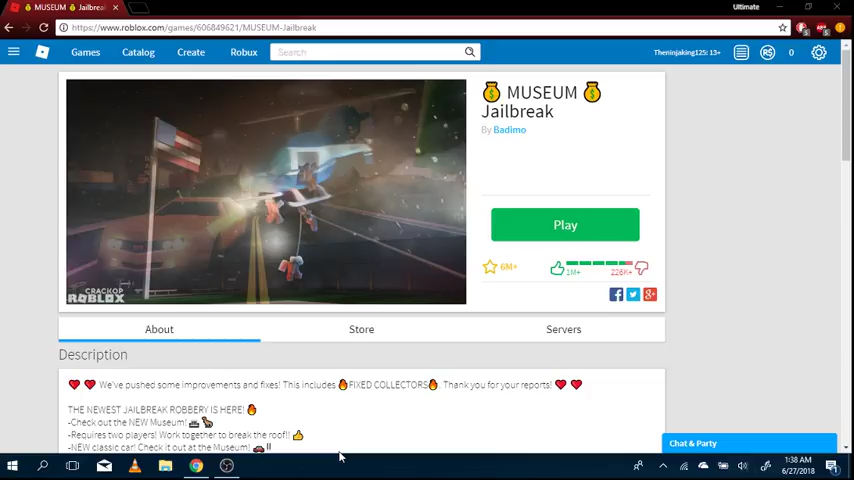 MUSEUM Jailbreak
Ultimate
https://www.roblox.com/games/606849621/MUSEUM-Jailbreak
Games
Catalog
Create
Robux
Search
Theninjaking125: 13+
0
MUSEUM
Jailbreak
By Badimo
Play
6M+
1M+
228K+
CRACKOP
ROBLOX
About
Store
Servers
Description
We've pushed some improvements and fixes! This includes 🔥FIXED COLLECTORS🔥. Thank you for your reports!
THE NEWEST JAILBREAK ROBBERY IS HERE! 🔥
-Check out the NEW Museum!
-Requires two players! Work together to break the roof!! 👍
-NEW classic car! Check it out at the Museum! 🚗 !!
Chat & Party
1:38 AM
6/27/2018